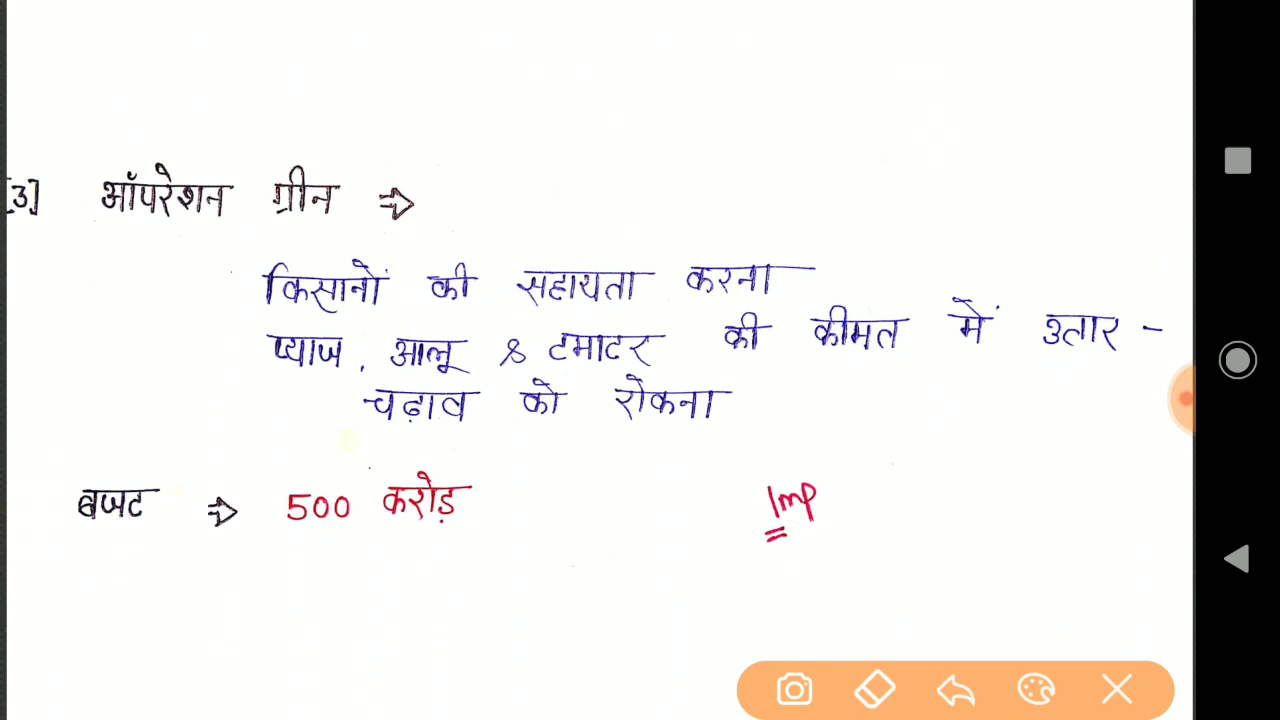 [3] ऑपरेशन ग्रीन ⇒
किसानों की सहायता करना
प्याज, आलू & टमाटर की कीमत में उतार -
चढ़ाव को रोकना
बजट ⇒ 500 करोड़ Imp